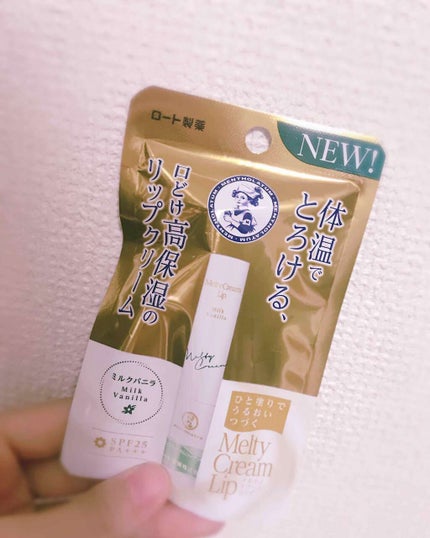 ロート製薬
NEW!
MENTHOLATUM
体温で
とろける、
口どけ高保湿の
リップクリーム
Melty Cream
Lip
Milk
Vanilla
Melty
Cream
ミルクバニラ
Milk
Vanilla
SPF25
PA+++
ひと塗りで
うるおい
つづく
Melty
Cream
Lip